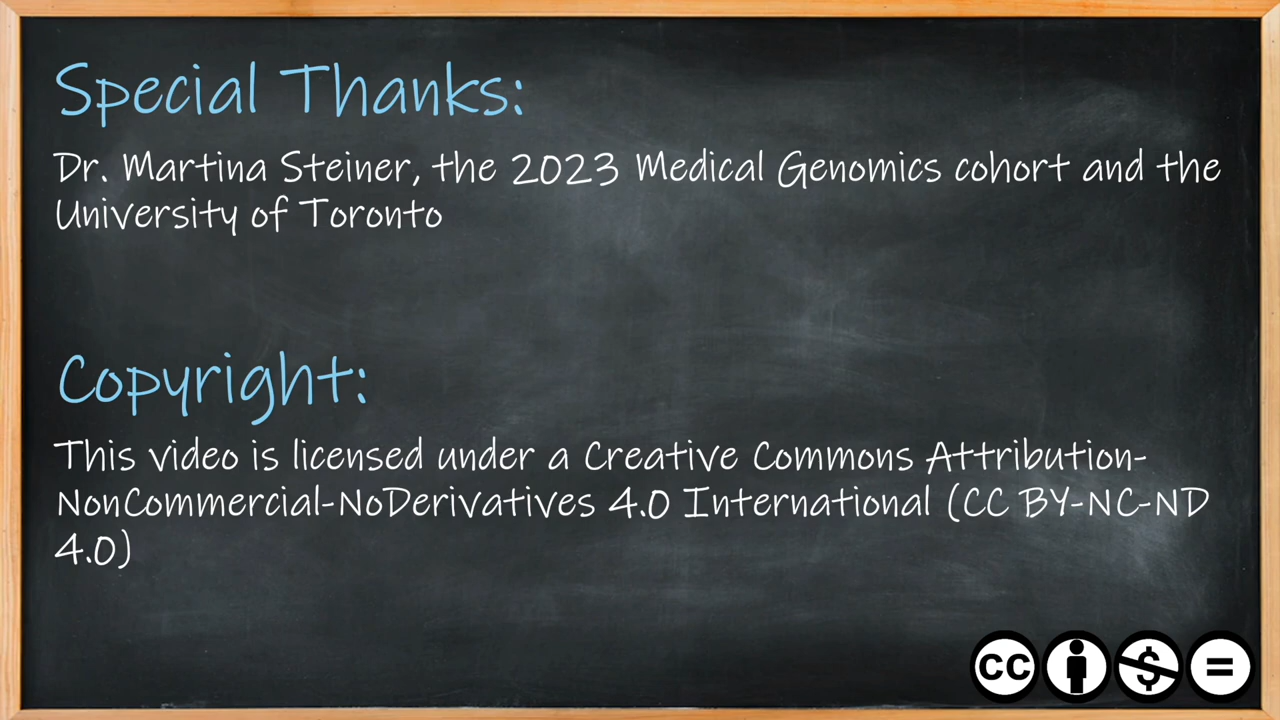 Special Thanks:
Dr. Martina Steiner, the 2023 Medical Genomics cohort and the
University of Toronto
Copyright:
This video is licensed under a Creative Commons Attribution-
NonCommercial-NoDerivatives 4.0 International (CC BY-NC-ND
4.0)
CC $ =